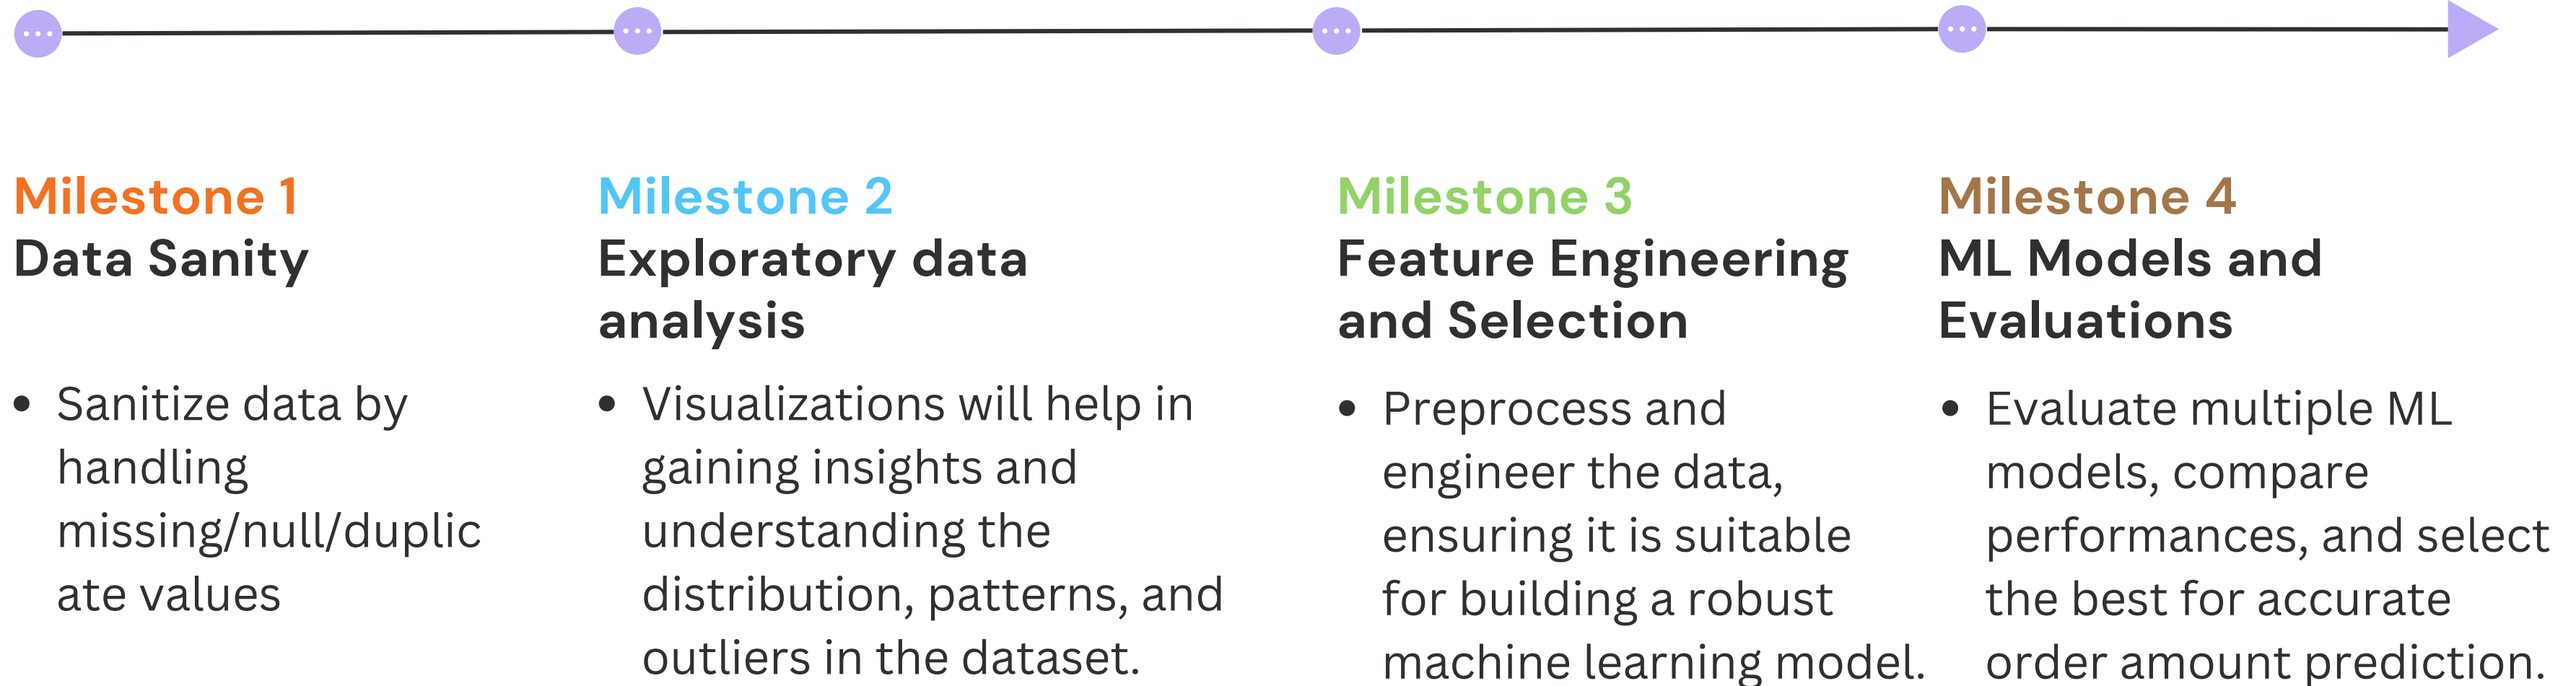 Milestone 1
Data Sanity
• Sanitize data by
handling
missing/null/duplic
ate values
Milestone 2
Exploratory data
analysis
• Visualizations will help in
gaining insights and
understanding the
distribution, patterns, and
outliers in the dataset.
Milestone 3
Feature Engineering
and Selection
• Preprocess and
engineer the data,
ensuring it is suitable
for building a robust
machine learning model.
Milestone 4
ML Models and
Evaluations
• Evaluate multiple ML
models, compare
performances, and select
the best for accurate
order amount prediction.